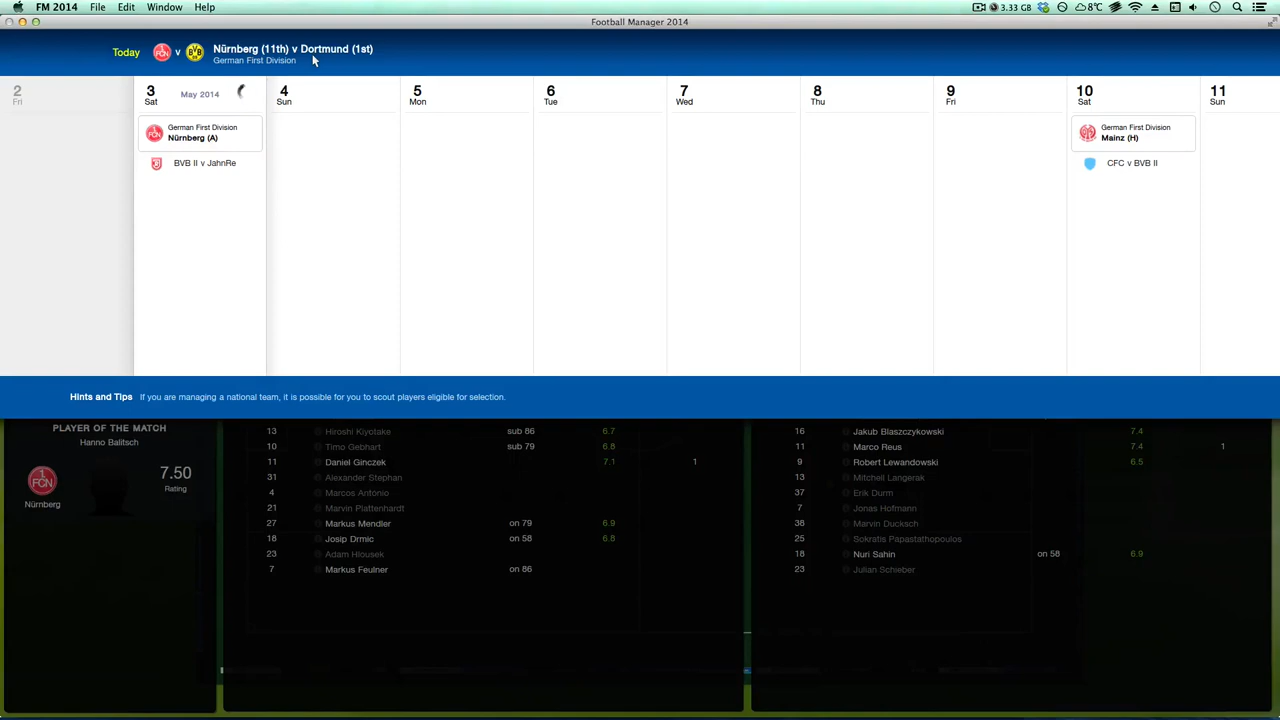 FM 2014 File Edit Window Help 3.33 GB 8°C
Football Manager 2014
Today v Nürnberg (11th) v Dortmund (1st)
German First Division
2 Fri
3 Sat May 2014
4 Sun
5 Mon
6 Tue
7 Wed
8 Thu
9 Fri
10 Sat
11 Sun
German First Division
Nürnberg (A)
BVB II v JahnRe
German First Division
Mainz (H)
CFC v BVB II
Hints and Tips If you are managing a national team, it is possible for you to scout players eligible for selection.
PLAYER OF THE MATCH
Hanno Balitsch
7.50
Rating
Nürnberg
13 Hiroshi Kiyotake sub 86 6.7
10 Timo Gebhart sub 79 6.8
11 Daniel Ginczek 7.1 1
31 Alexander Stephan
4 Marcos António
21 Marvin Plattenhardt
27 Markus Mendler on 79 6.9
18 Josip Drmic on 58 6.8
23 Adam Hlousek
7 Markus Feulner on 86
16 Jakub Blaszczykowski 7.4
11 Marco Reus 7.4 1
9 Robert Lewandowski 6.5
13 Mitchell Langerak
37 Erik Durm
7 Jonas Hofmann
38 Marvin Ducksch
25 Sokratis Papastathopoulos
18 Nuri Sahin on 58 6.9
23 Julian Schieber